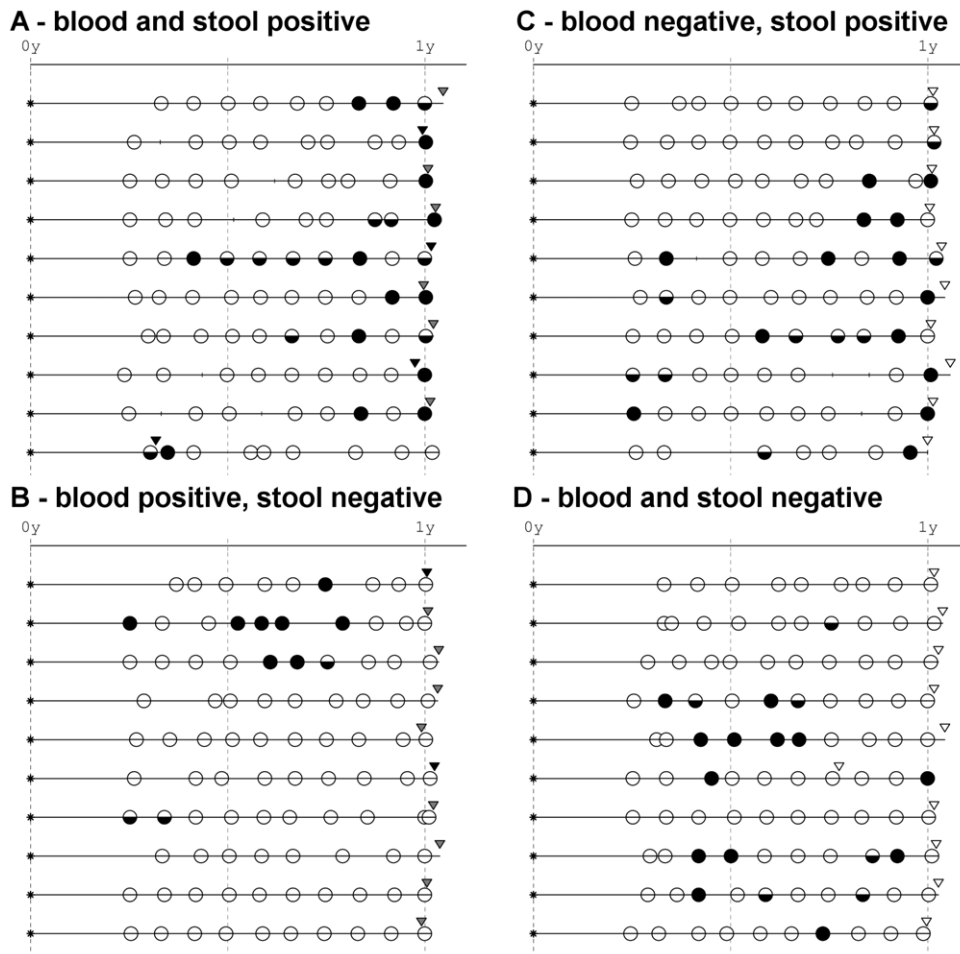 A - blood and stool positive
0y 1y
C - blood negative, stool positive
0y 1y
B - blood positive, stool negative
0y 1y
D - blood and stool negative
0y 1y